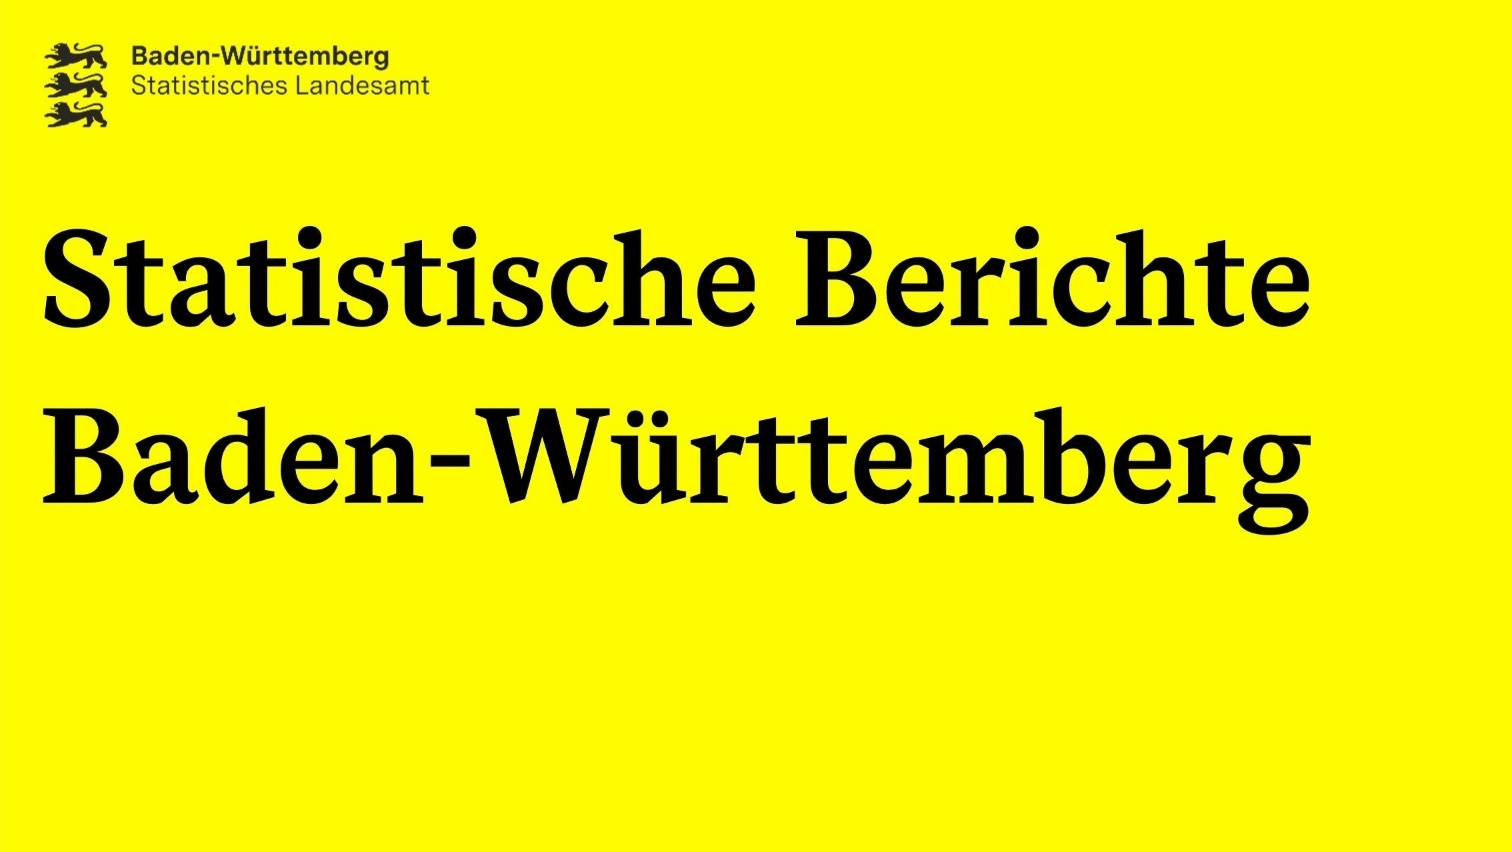 Baden-Württemberg
Statistisches Landesamt
Statistische Berichte
Baden-Württemberg